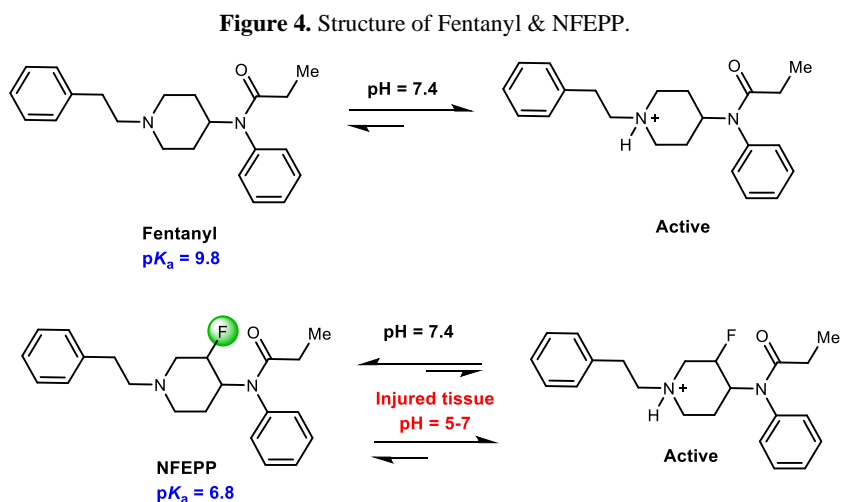 Figure 4. Structure of Fentanyl & NFEPP.
O
Me
N
N
Fentanyl
pKa = 9.8
pH = 7.4
O
Me
N
+
H
N
Active
F
O
Me
N
N
NFEPP
pKa = 6.8
pH = 7.4
Injured tissue
pH = 5-7
F
O
Me
N
+
H
N
Active